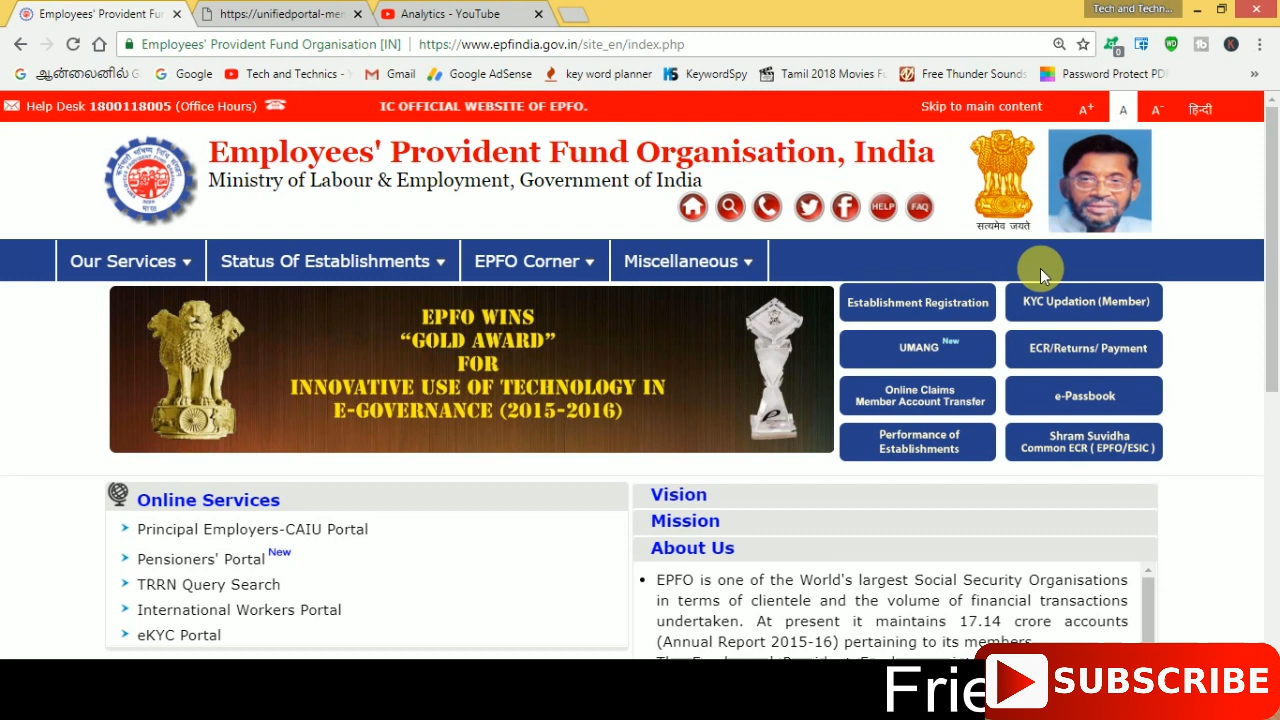 Employees' Provident Fun
https://unifiedportal-me
Analytics - YouTube
Tech and Techn...
Employees' Provident Fund Organisation [IN] | https://www.epfindia.gov.in/site_en/index.php
ஆன்லைனில் G
Google
Tech and Technics -
Gmail
Google AdSense
key word planner
KeywordSpy
Tamil 2018 Movies Fu
Free Thunder Sounds
Password Protect PD
Help Desk 1800118005 (Office Hours)
IC OFFICIAL WEBSITE OF EPFO.
Skip to main content
A+
A
A-
हिन्दी
Employees' Provident Fund Organisation, India
Ministry of Labour & Employment, Government of India
HELP
FAQ
सत्यमेव जयते
Our Services
Status Of Establishments
EPFO Corner
Miscellaneous
EPFO WINS
“GOLD AWARD”
FOR
INNOVATIVE USE OF TECHNOLOGY IN
E-GOVERNANCE (2015-2016)
Establishment Registration
KYC Updation (Member)
UMANG New
ECR/Returns/ Payment
Online Claims
Member Account Transfer
e-Passbook
Performance of
Establishments
Shram Suvidha
Common ECR ( EPFO/ESIC )
Online Services
Principal Employers-CAIU Portal
Pensioners' Portal New
TRRN Query Search
International Workers Portal
eKYC Portal
Vision
Mission
About Us
EPFO is one of the World's largest Social Security Organisations
in terms of clientele and the volume of financial transactions
undertaken. At present it maintains 17.14 crore accounts
(Annual Report 2015-16) pertaining to its members.
Frie
SUBSCRIBE